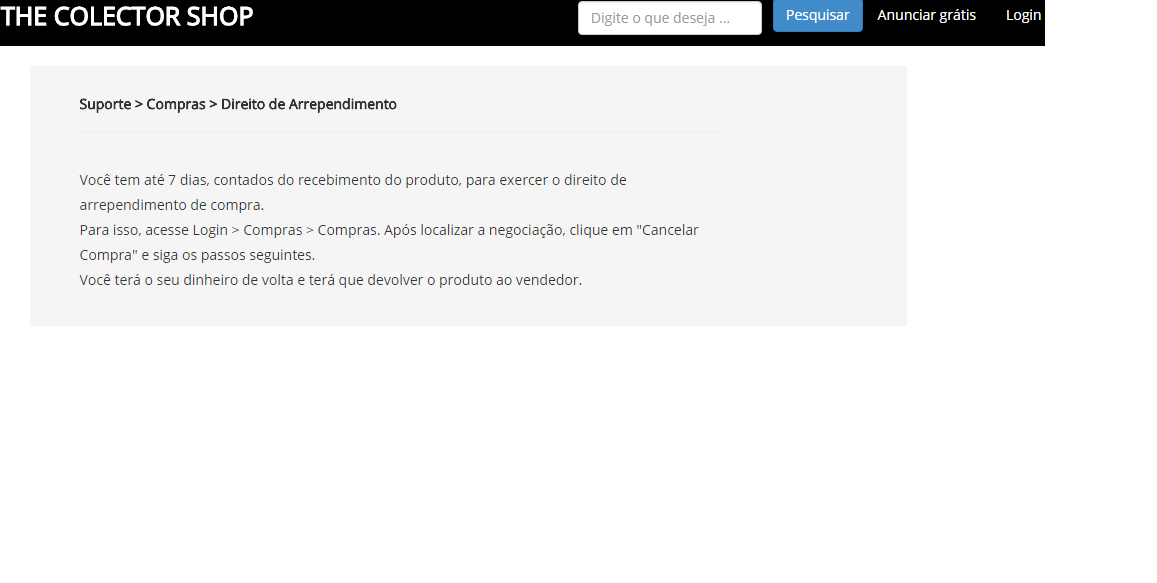 THE COLECTOR SHOP
Digite o que deseja ...
Pesquisar
Anunciar grátis
Login
Suporte > Compras > Direito de Arrependimento
Você tem até 7 dias, contados do recebimento do produto, para exercer o direito de
arrependimento de compra.
Para isso, acesse Login > Compras > Compras. Após localizar a negociação, clique em "Cancelar
Compra" e siga os passos seguintes.
Você terá o seu dinheiro de volta e terá que devolver o produto ao vendedor.